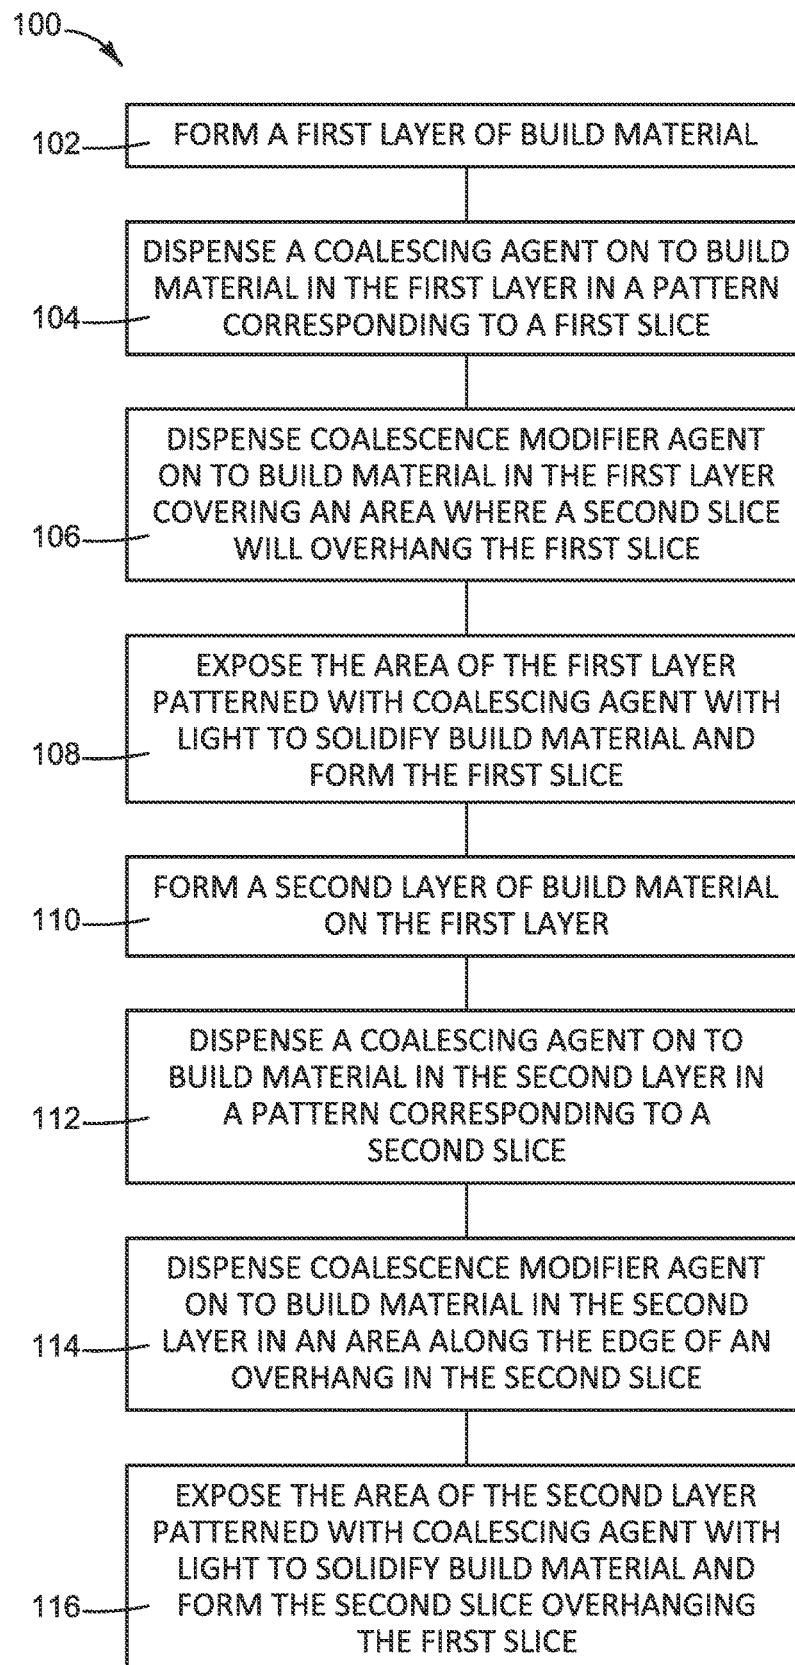 100
102
FORM A FIRST LAYER OF BUILD MATERIAL
104
DISPENSE A COALESCING AGENT ON TO BUILD
MATERIAL IN THE FIRST LAYER IN A PATTERN
CORRESPONDING TO A FIRST SLICE
106
DISPENSE COALESCENCE MODIFIER AGENT
ON TO BUILD MATERIAL IN THE FIRST LAYER
COVERING AN AREA WHERE A SECOND SLICE
WILL OVERHANG THE FIRST SLICE
108
EXPOSE THE AREA OF THE FIRST LAYER
PATTERNED WITH COALESCING AGENT WITH
LIGHT TO SOLIDIFY BUILD MATERIAL AND
FORM THE FIRST SLICE
110
FORM A SECOND LAYER OF BUILD MATERIAL
ON THE FIRST LAYER
112
DISPENSE A COALESCING AGENT ON TO
BUILD MATERIAL IN THE SECOND LAYER IN
A PATTERN CORRESPONDING TO A
SECOND SLICE
114
DISPENSE COALESCENCE MODIFIER AGENT
ON TO BUILD MATERIAL IN THE SECOND
LAYER IN AN AREA ALONG THE EDGE OF AN
OVERHANG IN THE SECOND SLICE
116
EXPOSE THE AREA OF THE SECOND LAYER
PATTERNED WITH COALESCING AGENT WITH
LIGHT TO SOLIDIFY BUILD MATERIAL AND
FORM THE SECOND SLICE OVERHANGING
THE FIRST SLICE